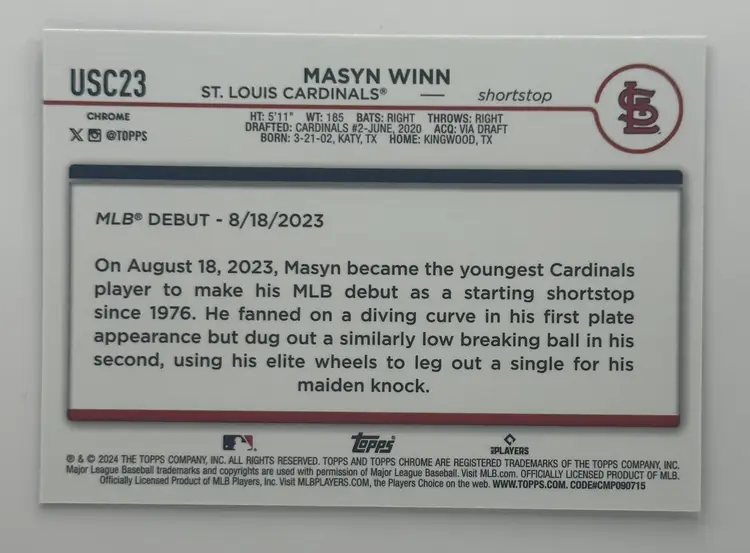 USC23
MASYN WINN
ST. LOUIS CARDINALS® — shortstop
STL
CHROME
X @TOPPS
HT: 5'11" WT: 185 BATS: RIGHT THROWS: RIGHT
DRAFTED: CARDINALS #2-JUNE, 2020 ACQ: VIA DRAFT
BORN: 3-21-02, KATY, TX HOME: KINGWOOD, TX
MLB® DEBUT - 8/18/2023
On August 18, 2023, Masyn became the youngest Cardinals
player to make his MLB debut as a starting shortstop
since 1976. He fanned on a diving curve in his first plate
appearance but dug out a similarly low breaking ball in his
second, using his elite wheels to leg out a single for his
maiden knock.
Topps
PLAYERS
® & © 2024 THE TOPPS COMPANY, INC. ALL RIGHTS RESERVED. TOPPS AND TOPPS CHROME ARE REGISTERED TRADEMARKS OF THE TOPPS COMPANY, INC.
Major League Baseball trademarks and copyrights are used with permission of Major League Baseball. Visit MLB.com. OFFICIALLY LICENSED PRODUCT OF MLB.
Officially Licensed Product of MLB Players, Inc. Visit MLBPLAYERS.COM, the Players Choice on the web. WWW.TOPPS.COM. CODE#CMP090715